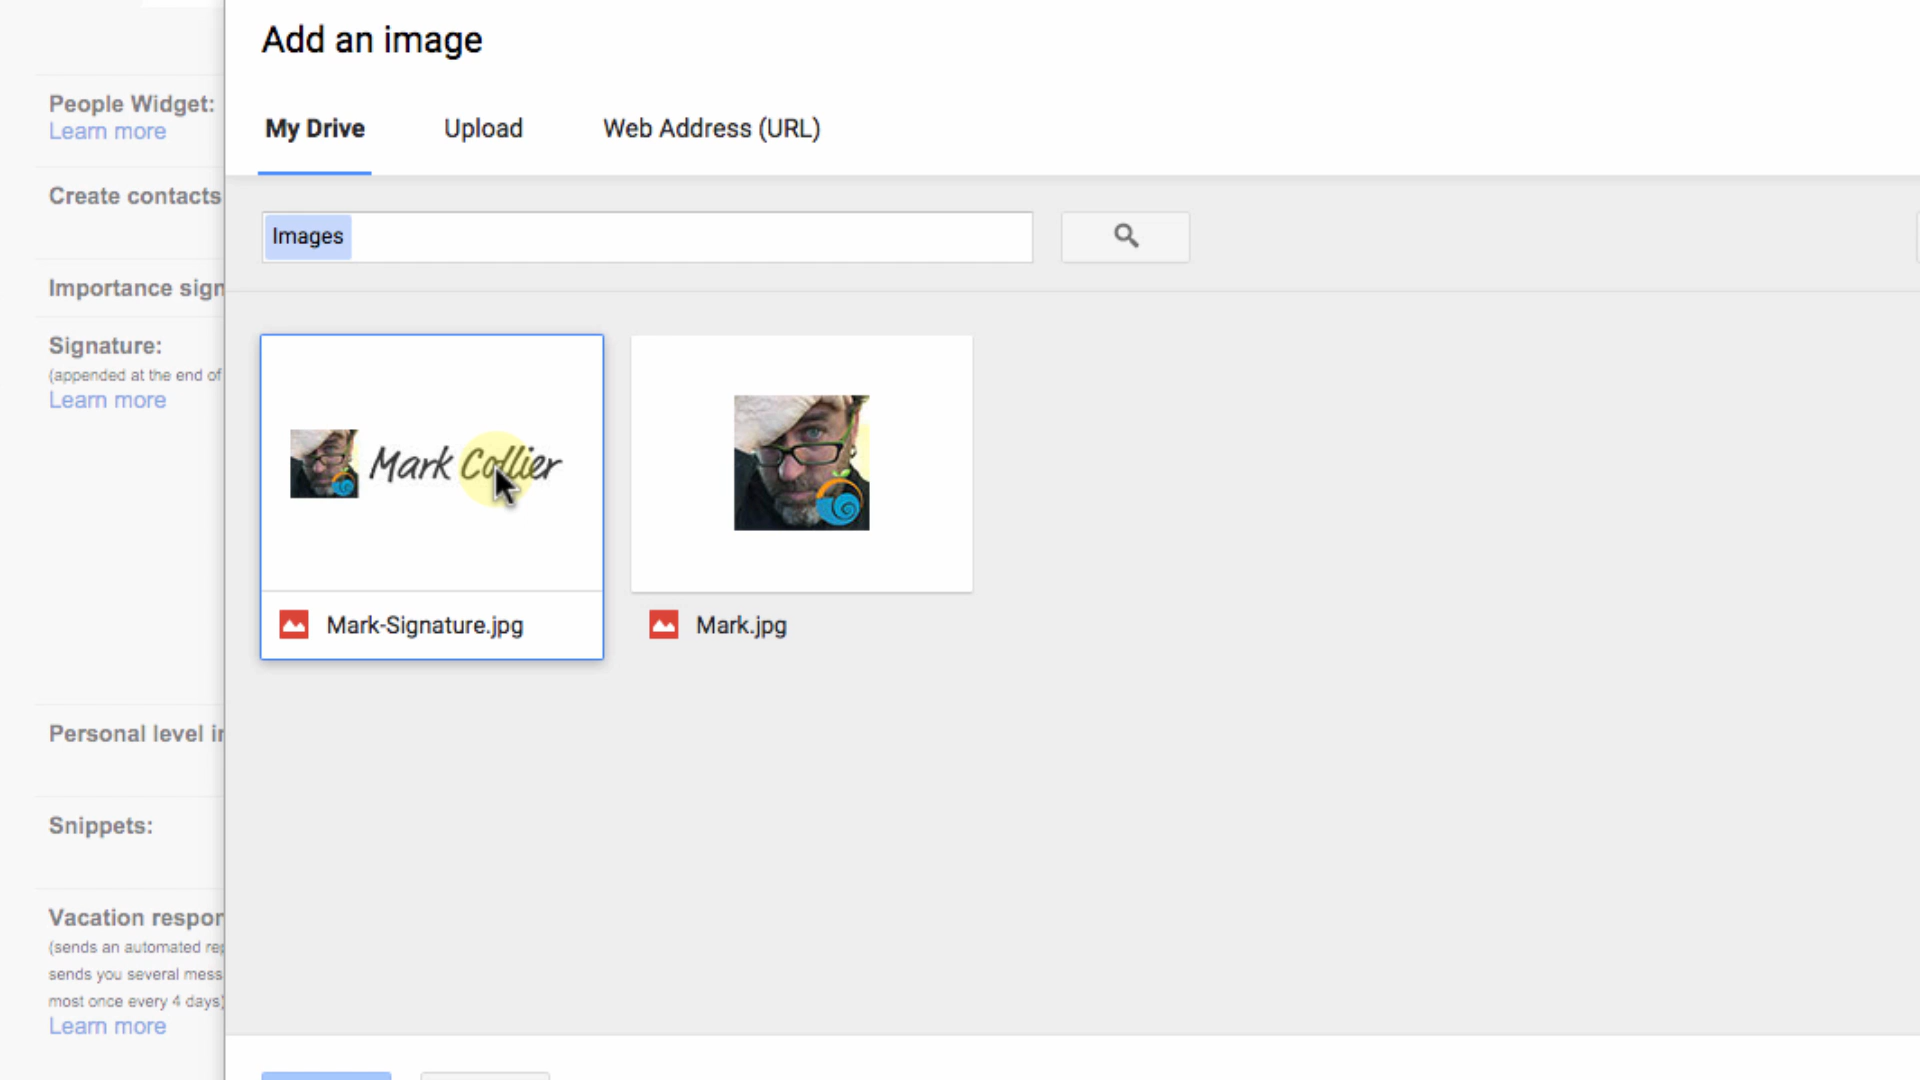 Add an image
People Widget:
Learn more
My Drive
Upload
Web Address (URL)
Create contacts
Images
Importance sign
Signature:
(appended at the end of
Learn more
Mark Collier
Mark-Signature.jpg
Mark.jpg
Personal level in
Snippets:
Vacation respon
(sends an automated rep
sends you several mess
most once every 4 days)
Learn more